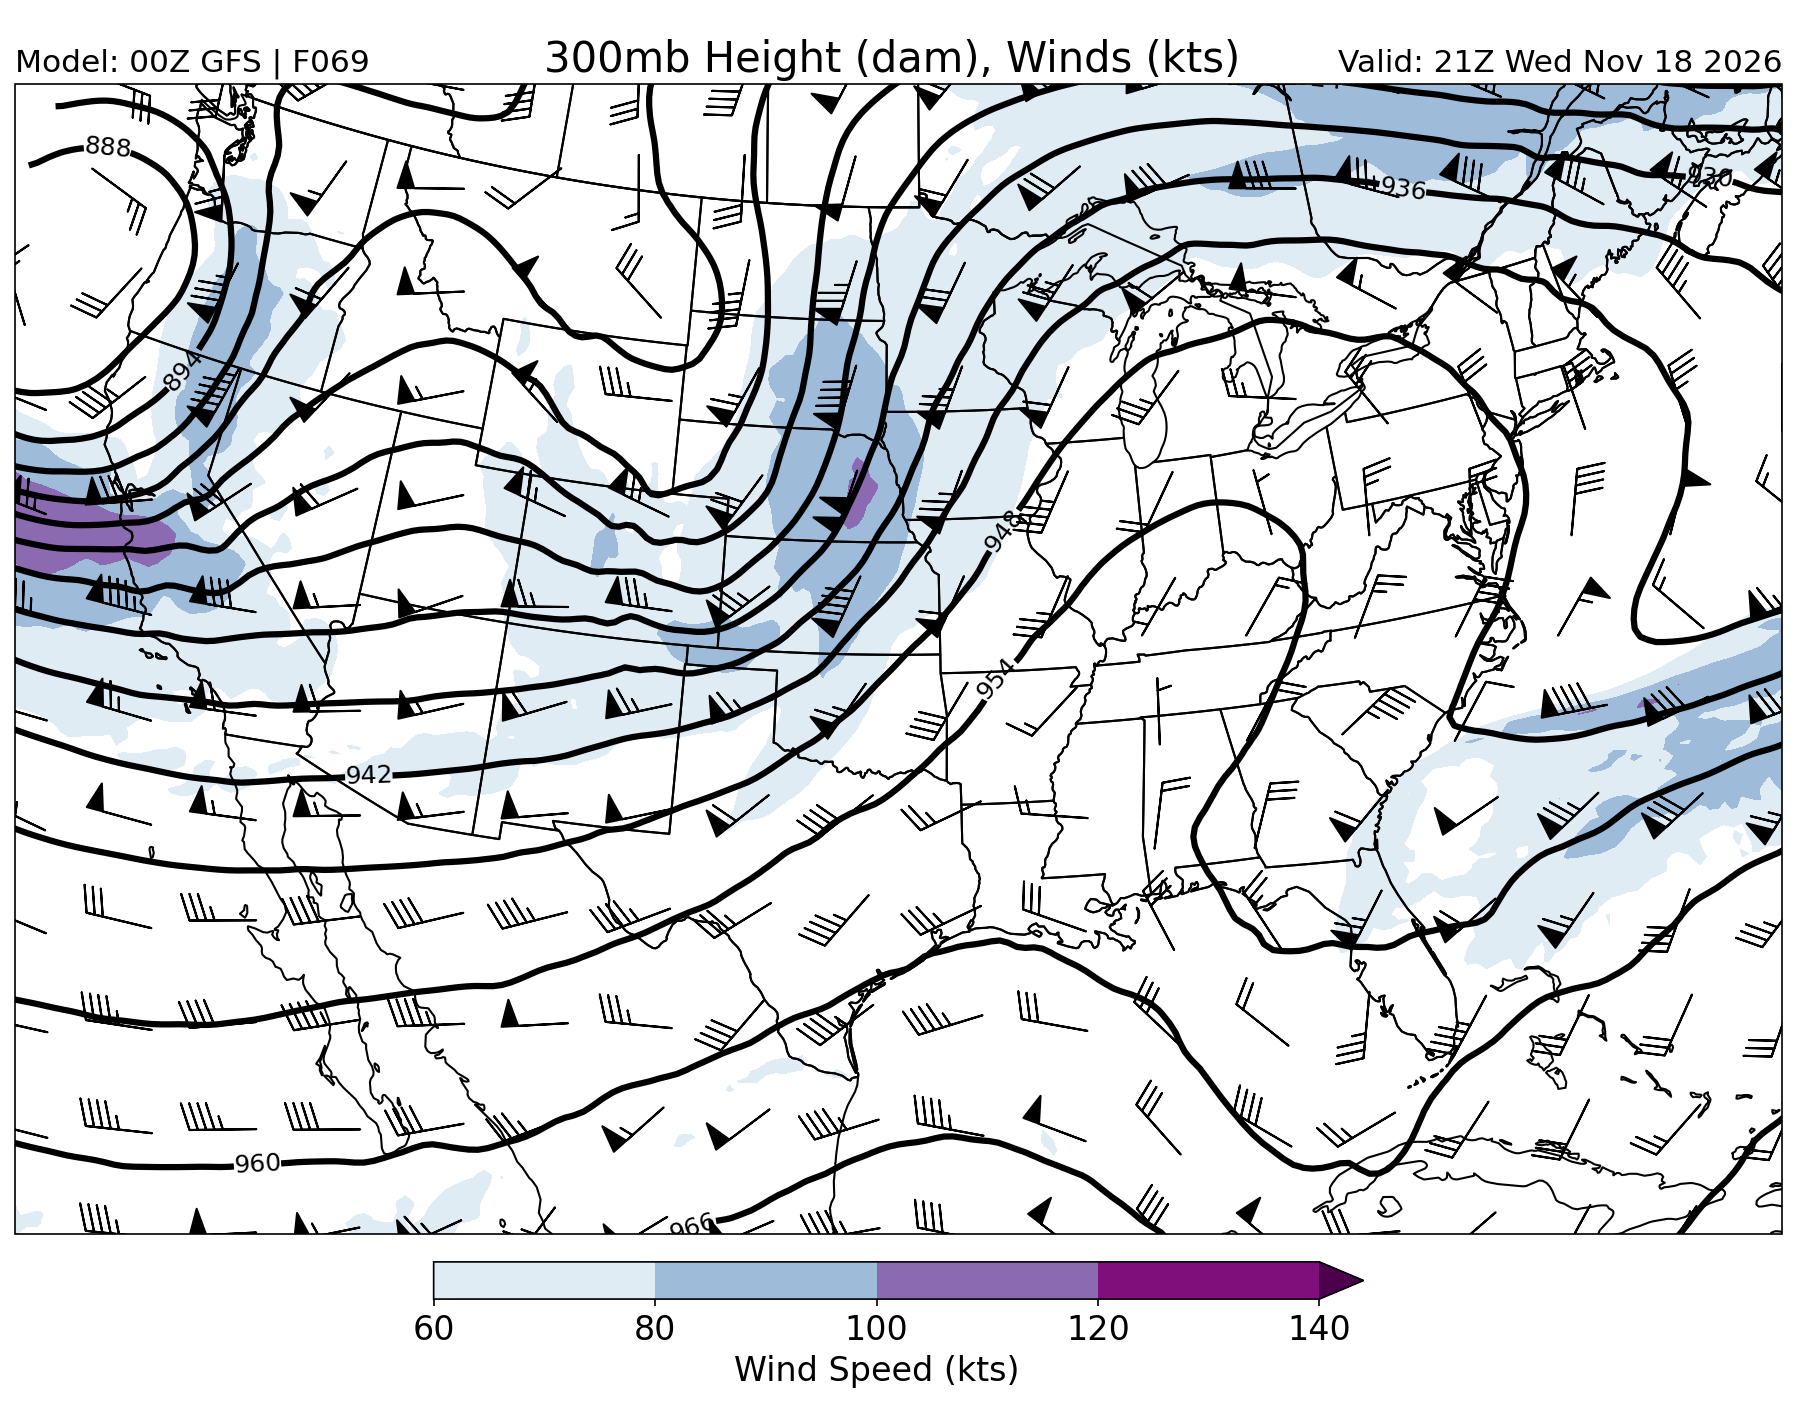 Model: 00Z GFS | F069
300mb Height (dam), Winds (kts)
Valid: 21Z Wed Nov 18 2026
888
936
930
894
948
954
942
960
966
60 80 100 120 140
Wind Speed (kts)